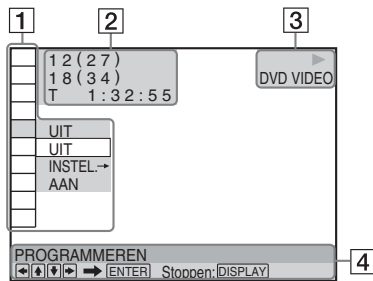 1
2
3
12(27)
18(34)
T 1:32:55
DVD VIDEO
UIT
UIT
INSTEL.→
AAN
PROGRAMMEREN
ENTER Stoppen: DISPLAY
4